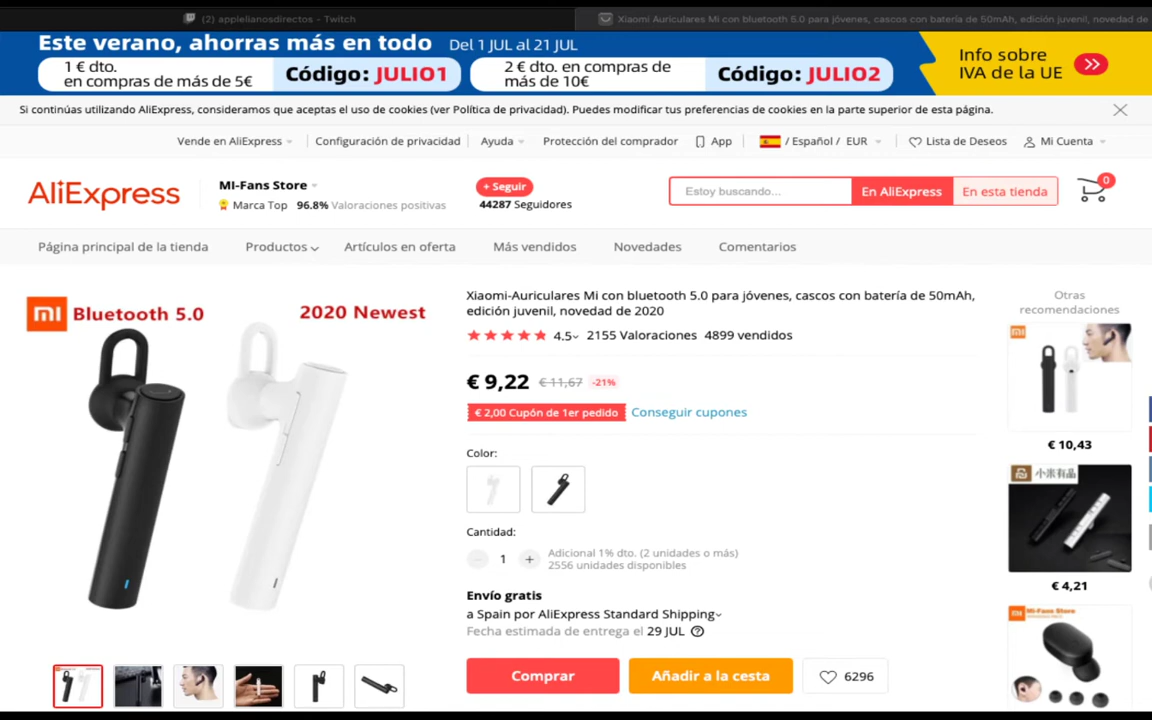 (2) appielianosdirectos - Twitch
Xiaomi Auriculares Mi con bluetooth 5.0 para jóvenes, cascos con batería de 50mAh, edición juvenil, novedad de
Este verano, ahorras más en todo Del 1 JUL al 21 JUL
1 € dto.
en compras de más de 5€
Código: JULIO1
2 € dto. en compras de
más de 10€
Código: JULIO2
Info sobre
IVA de la UE
Si continúas utilizando AliExpress, consideramos que aceptas el uso de cookies (ver Política de privacidad). Puedes modificar tus preferencias de cookies en la parte superior de esta página.
Vende en AliExpress
Configuración de privacidad
Ayuda
Protección del comprador
App
/ Español / EUR
Lista de Deseos
Mi Cuenta
AliExpress
MI-Fans Store
Marca Top 96.8% Valoraciones positivas
+ Seguir
44287 Seguidores
Estoy buscando...
En AliExpress
En esta tienda
0
Página principal de la tienda
Productos
Artículos en oferta
Más vendidos
Novedades
Comentarios
mi Bluetooth 5.0
2020 Newest
Xiaomi-Auriculares Mi con bluetooth 5.0 para jóvenes, cascos con batería de 50mAh,
edición juvenil, novedad de 2020
4.5 2155 Valoraciones 4899 vendidos
€ 9,22 € 11,67 -21%
€ 2,00 Cupón de 1er pedido Conseguir cupones
Color:
Cantidad:
1
+
Adicional 1% dto. (2 unidades o más)
2556 unidades disponibles
Envío gratis
a Spain por AliExpress Standard Shipping
Fecha estimada de entrega el 29 JUL
Comprar
Añadir a la cesta
6296
Otras
recomendaciones
mi
€ 10,43
小米有品
€ 4,21
mi Mi-Fans Store